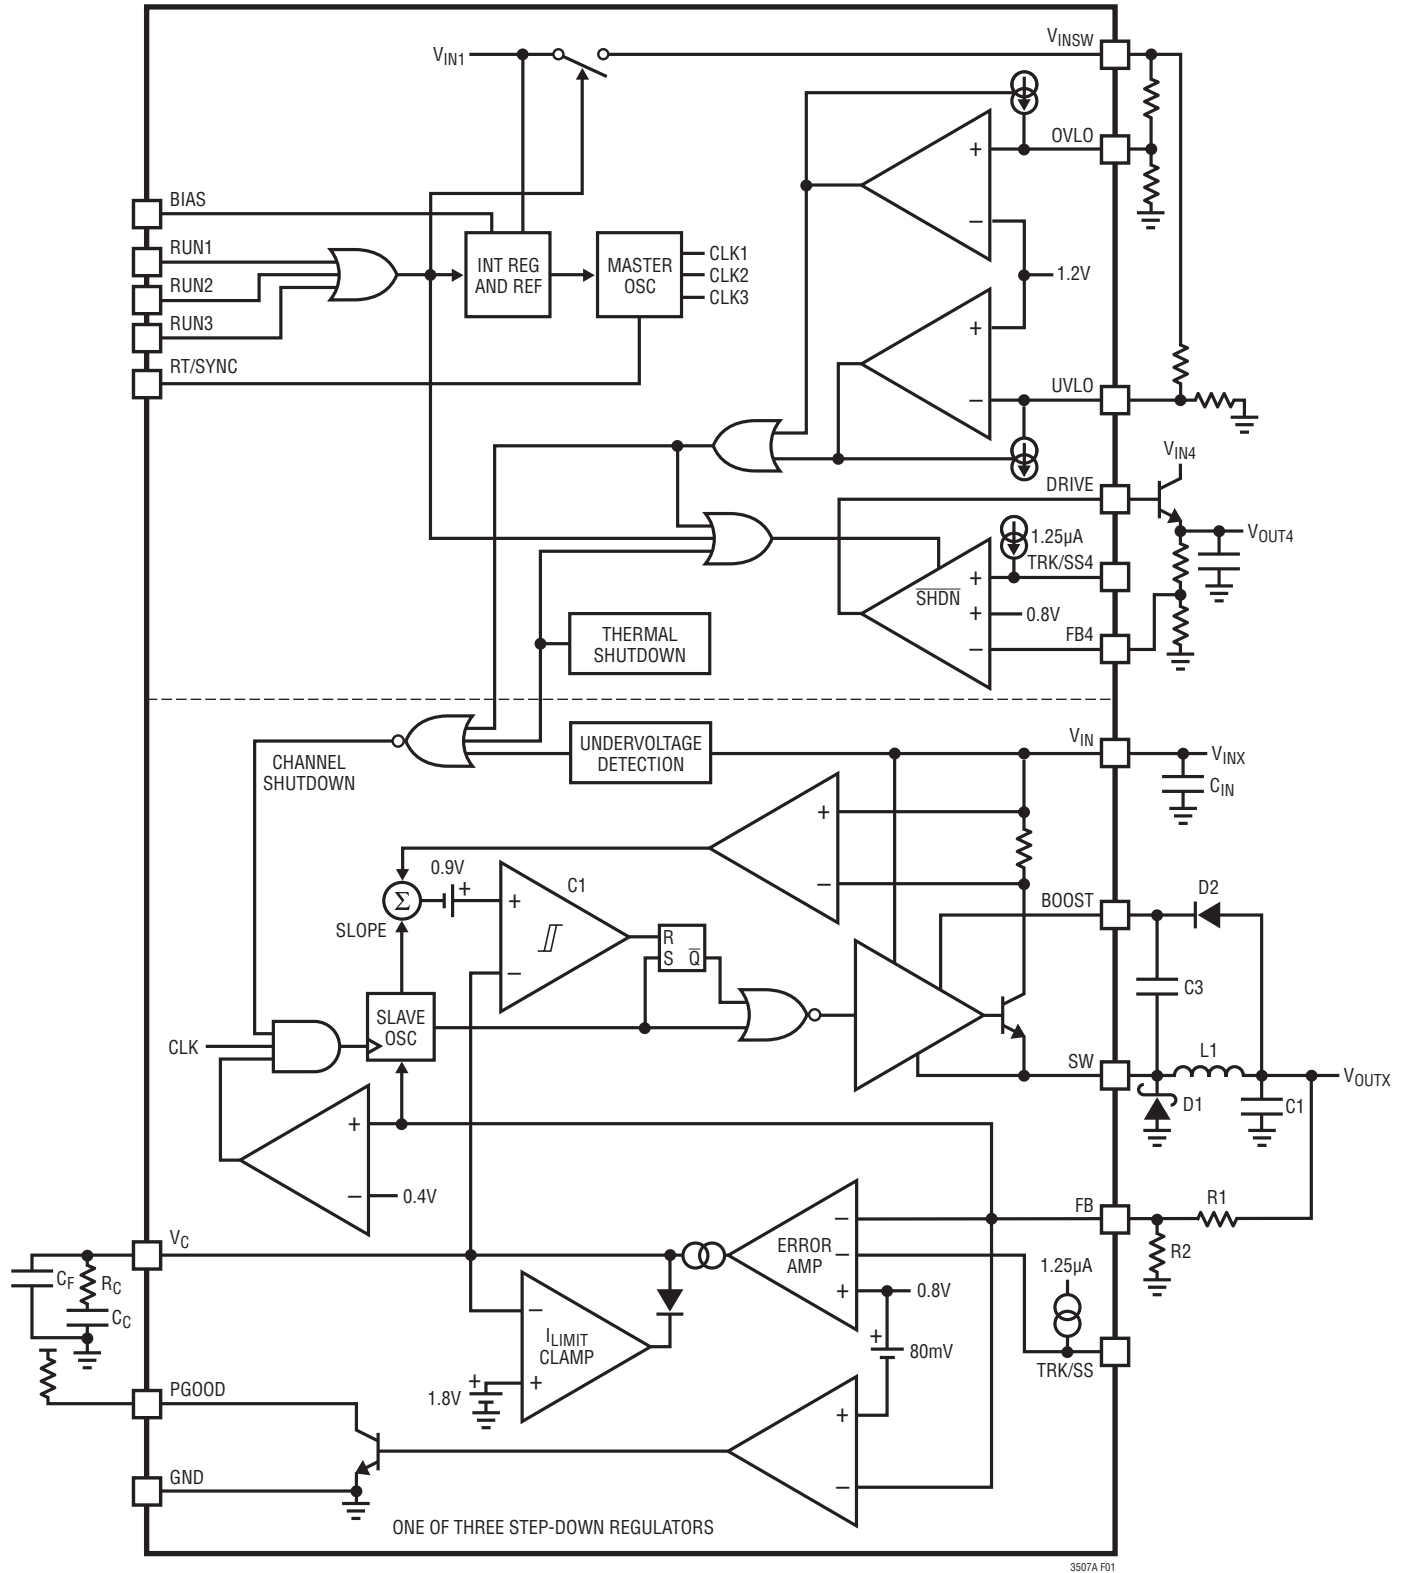 VIN1
VINSW
OVLO
BIAS
RUN1
RUN2
RUN3
RT/SYNC
INT REG
AND REF
MASTER
OSC
CLK1
CLK2
CLK3
+
–
1.2V
+
–
UVLO
VIN4
DRIVE
1.25µA
TRK/SS4
VOUT4
SHDN
+
+
–
0.8V
FB4
THERMAL
SHUTDOWN
CHANNEL
SHUTDOWN
UNDERVOLTAGE
DETECTION
VIN
VINX
CIN
+
–
0.9V
+
Σ
SLOPE
C1
+
–
R
S Q
BOOST
D2
C3
CLK
SLAVE
OSC
SW
L1
VOUTX
D1
C1
+
–
0.4V
FB
R1
R2
VC
CF
RC
CC
ERROR
AMP
–
–
+
0.8V
1.25µA
+
80mV
TRK/SS
ILIMIT
CLAMP
–
+
1.8V
+
PGOOD
+
–
GND
ONE OF THREE STEP-DOWN REGULATORS
3507A F01